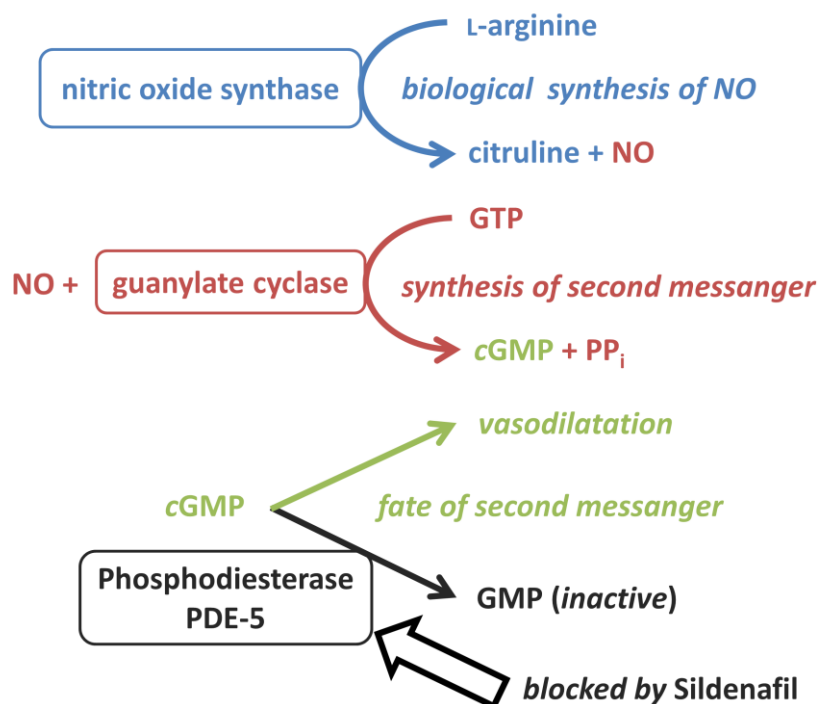 L-arginine
nitric oxide synthase
biological synthesis of NO
citruline + NO
GTP
NO + guanylate cyclase
synthesis of second messanger
cGMP + PPi
vasodilatation
cGMP
fate of second messanger
Phosphodiesterase
PDE-5
GMP (inactive)
blocked by Sildenafil